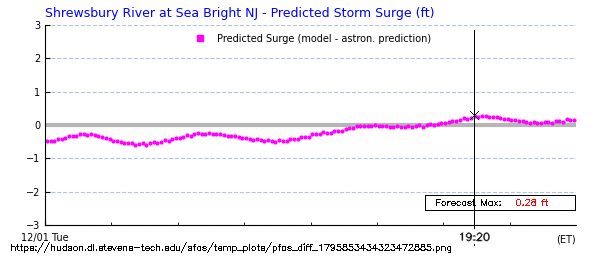 Shrewsbury River at Sea Bright NJ - Predicted Storm Surge (ft)
3
Predicted Surge (model - astron. prediction)
2
1
0
−1
−2
Forecast Max: 0.28 ft
−3
12/01 Tue
19:20
(ET)
https://hudson.dl.stevens-tech.edu/sfas/temp_plots/pfas_diff_1795853434323472885.png